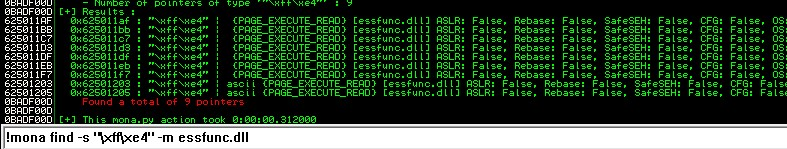 0BADF00D - Number of pointers of type '"\xff\xe4"' : 9
0BADF00D [+] Results :
625011AF 0x625011af : "\xff\xe4" | {PAGE_EXECUTE_READ} [essfunc.dll] ASLR: False, Rebase: False, SafeSEH: False, CFG: False, OS:
625011BB 0x625011bb : "\xff\xe4" | {PAGE_EXECUTE_READ} [essfunc.dll] ASLR: False, Rebase: False, SafeSEH: False, CFG: False, OS:
625011C7 0x625011c7 : "\xff\xe4" | {PAGE_EXECUTE_READ} [essfunc.dll] ASLR: False, Rebase: False, SafeSEH: False, CFG: False, OS:
625011D3 0x625011d3 : "\xff\xe4" | {PAGE_EXECUTE_READ} [essfunc.dll] ASLR: False, Rebase: False, SafeSEH: False, CFG: False, OS:
625011DF 0x625011df : "\xff\xe4" | {PAGE_EXECUTE_READ} [essfunc.dll] ASLR: False, Rebase: False, SafeSEH: False, CFG: False, OS:
625011EB 0x625011eb : "\xff\xe4" | {PAGE_EXECUTE_READ} [essfunc.dll] ASLR: False, Rebase: False, SafeSEH: False, CFG: False, OS:
625011F7 0x625011f7 : "\xff\xe4" | {PAGE_EXECUTE_READ} [essfunc.dll] ASLR: False, Rebase: False, SafeSEH: False, CFG: False, OS:
62501203 0x62501203 : "\xff\xe4" | ascii {PAGE_EXECUTE_READ} [essfunc.dll] ASLR: False, Rebase: False, SafeSEH: False, CFG: Fal
62501205 0x62501205 : "\xff\xe4" | ascii {PAGE_EXECUTE_READ} [essfunc.dll] ASLR: False, Rebase: False, SafeSEH: False, CFG: Fal
0BADF00D Found a total of 9 pointers
0BADF00D
0BADF00D [+] This mona.py action took 0:00:00.312000
!mona find -s "\xff\xe4" -m essfunc.dll